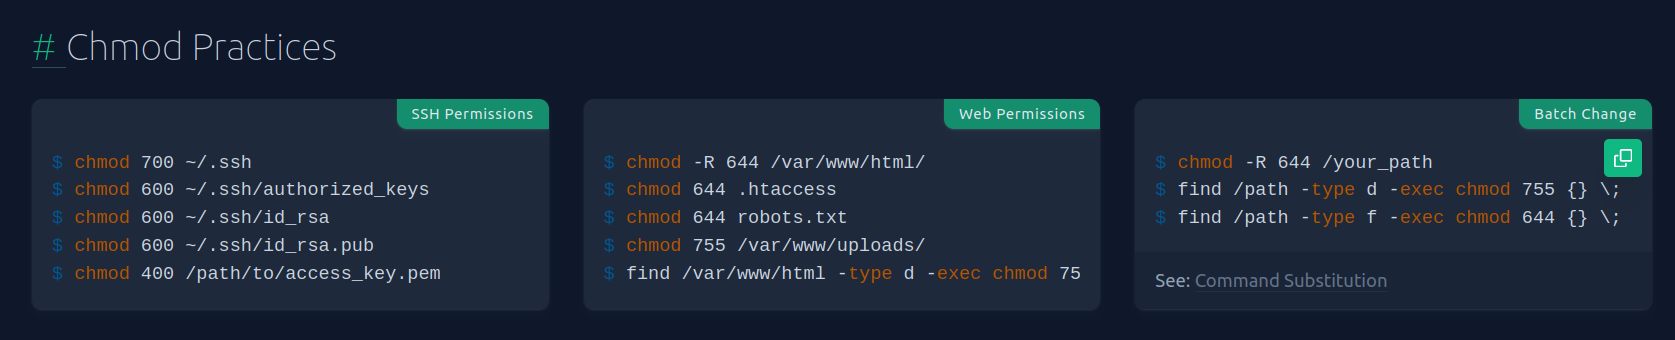 # Chmod Practices
SSH Permissions
$ chmod 700 ~/.ssh
$ chmod 600 ~/.ssh/authorized_keys
$ chmod 600 ~/.ssh/id_rsa
$ chmod 600 ~/.ssh/id_rsa.pub
$ chmod 400 /path/to/access_key.pem
Web Permissions
$ chmod -R 644 /var/www/html/
$ chmod 644 .htaccess
$ chmod 644 robots.txt
$ chmod 755 /var/www/uploads/
$ find /var/www/html -type d -exec chmod 75
Batch Change
$ chmod -R 644 /your_path
$ find /path -type d -exec chmod 755 {} \;
$ find /path -type f -exec chmod 644 {} \;
See: Command Substitution